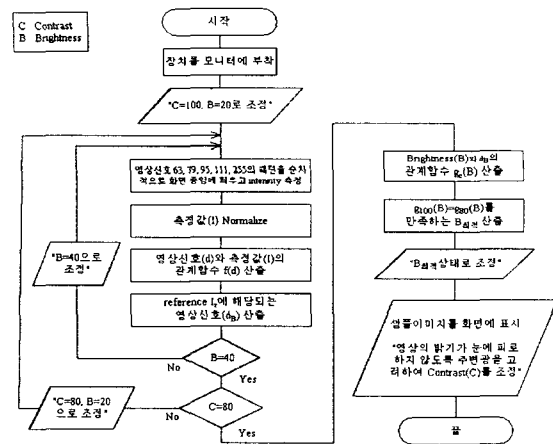 C Contrast
B Brightness
시작
장치를 모니터에 부착
"C=100, B=20로 조정"
영상신호 63, 79, 95, 111, 255의 패턴을 순차
적으로 화면 중앙에 띄우고 intensity 측정
측정값(I) Normalize
영상신호(d)와 측정값(I)의
관계함수 f(d) 산출
reference Ir에 해당되는
영상신호(dB) 산출
"B=40으로
조정"
B=40
No
Yes
"C=80, B=20
으로 조정"
No
C=80
Yes
Brightness(B)와 dB의
관계함수 gc(B) 산출
g100(B)=g80(B)를
만족하는 B최적 산출
"B최적상태로 조정"
샘플이미지를 화면에 표시
"영상의 밝기가 눈에 피로
하지 않도록 주변광을 고
려하여 Contrast(C)를 조정"
끝